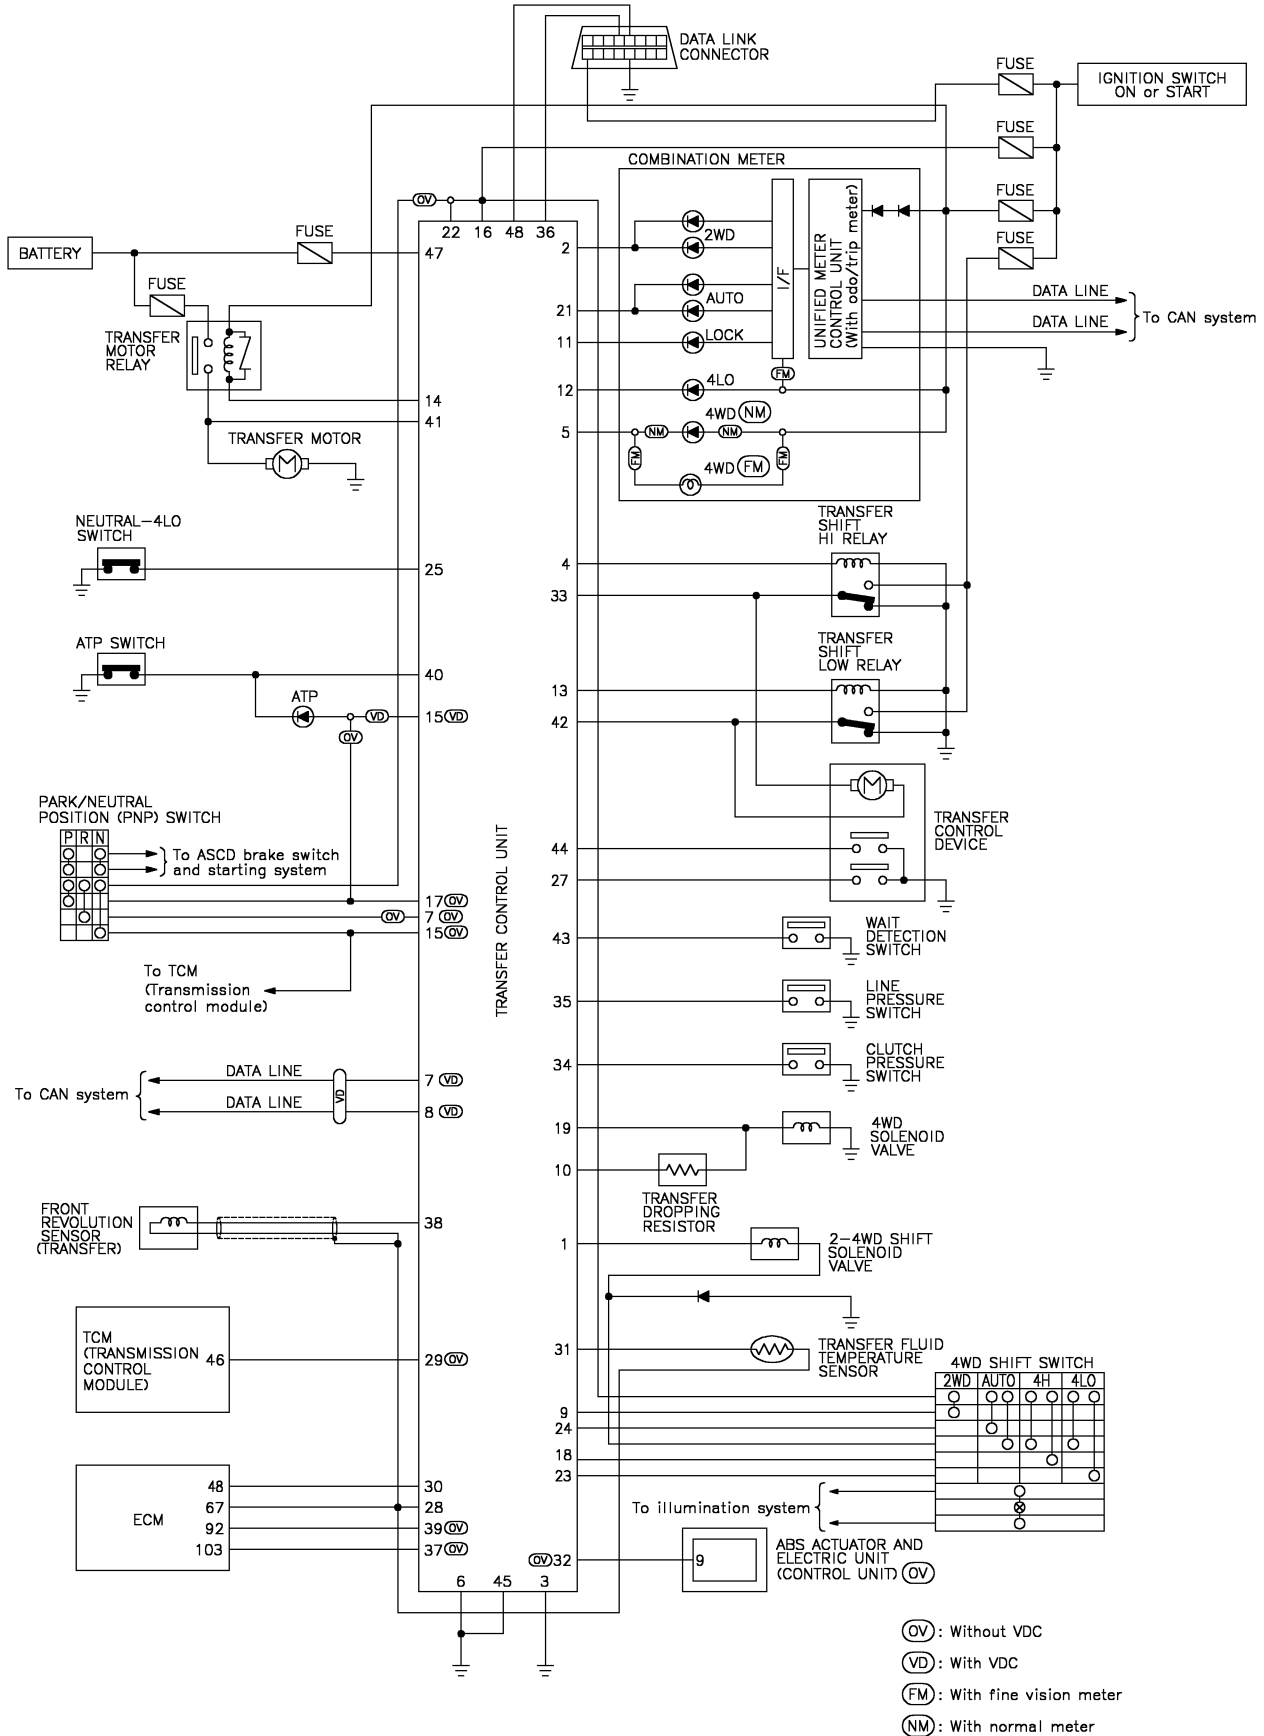 DATA LINK
CONNECTOR
FUSE
IGNITION SWITCH
ON or START
FUSE
COMBINATION METER
FUSE
OV
22 16 48 36
2WD
I/F
UNIFIED METER
CONTROL UNIT
(With odo/trip meter)
FUSE
BATTERY
FUSE
47
2
FUSE
AUTO
DATA LINE
To CAN system
DATA LINE
21
TRANSFER
MOTOR
RELAY
11
LOCK
FM
14
12
4LO
41
5
4WD NM
NM
NM
FM
FM
4WD FM
TRANSFER MOTOR
M
NEUTRAL-4LO
SWITCH
25
TRANSFER
SHIFT
HI RELAY
4
33
ATP SWITCH
40
TRANSFER
SHIFT
LOW RELAY
13
42
ATP
VD
15 VD
OV
PARK/NEUTRAL
POSITION (PNP) SWITCH
P R N
To ASCD brake switch
and starting system
17 OV
OV
7 OV
15 OV
To TCM
(Transmission
control module)
TRANSFER CONTROL UNIT
M
TRANSFER
CONTROL
DEVICE
44
27
43
WAIT
DETECTION
SWITCH
35
LINE
PRESSURE
SWITCH
34
CLUTCH
PRESSURE
SWITCH
To CAN system
DATA LINE
DATA LINE
VD
7 VD
8 VD
19
4WD
SOLENOID
VALVE
10
TRANSFER
DROPPING
RESISTOR
FRONT
REVOLUTION
SENSOR
(TRANSFER)
38
1
2-4WD SHIFT
SOLENOID
VALVE
TCM
(TRANSMISSION
CONTROL
MODULE)
46
29 OV
31
TRANSFER FLUID
TEMPERATURE
SENSOR
4WD SHIFT SWITCH
2WD AUTO 4H 4LO
9
24
18
23
To illumination system
ECM
48
67
92
103
30
28
39 OV
37 OV
OV 32
9
ABS ACTUATOR AND
ELECTRIC UNIT
(CONTROL UNIT) OV
6 45 3
OV : Without VDC
VD : With VDC
FM : With fine vision meter
NM : With normal meter